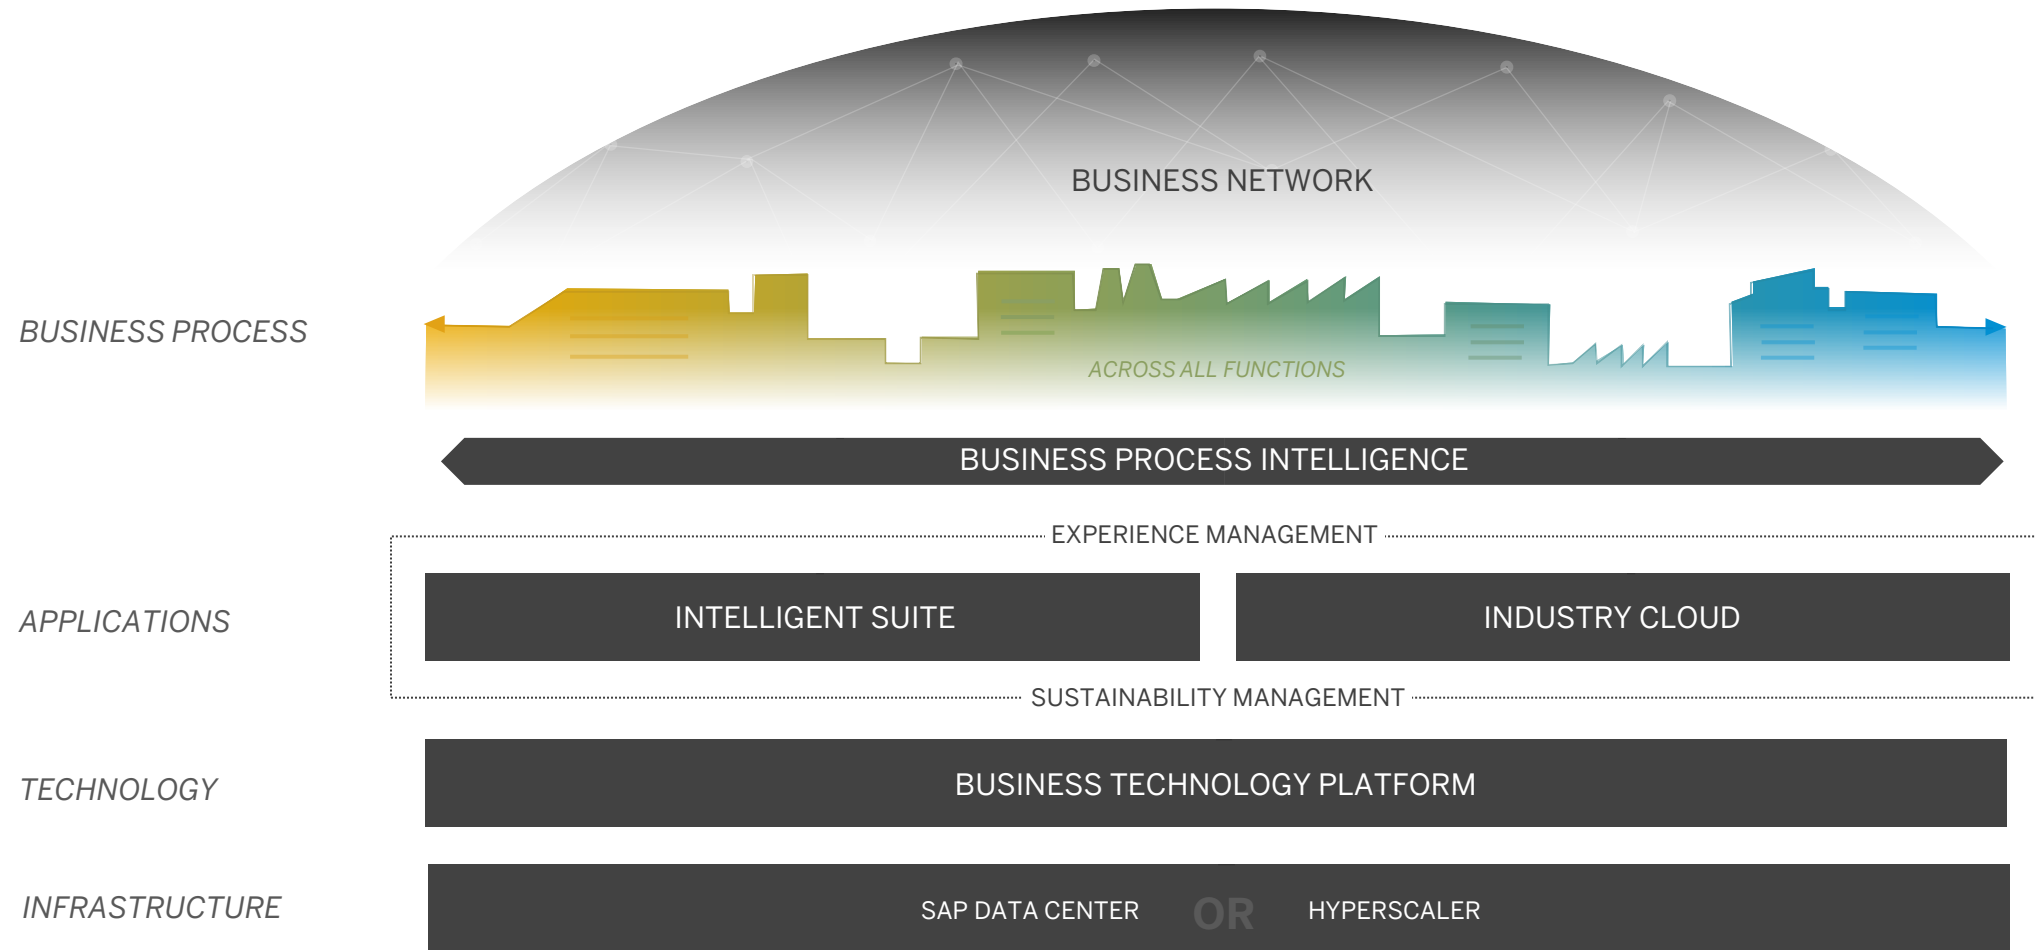 BUSINESS NETWORK
BUSINESS PROCESS
ACROSS ALL FUNCTIONS
BUSINESS PROCESS INTELLIGENCE
EXPERIENCE MANAGEMENT
APPLICATIONS
INTELLIGENT SUITE
INDUSTRY CLOUD
SUSTAINABILITY MANAGEMENT
TECHNOLOGY
BUSINESS TECHNOLOGY PLATFORM
INFRASTRUCTURE
SAP DATA CENTER OR HYPERSCALER